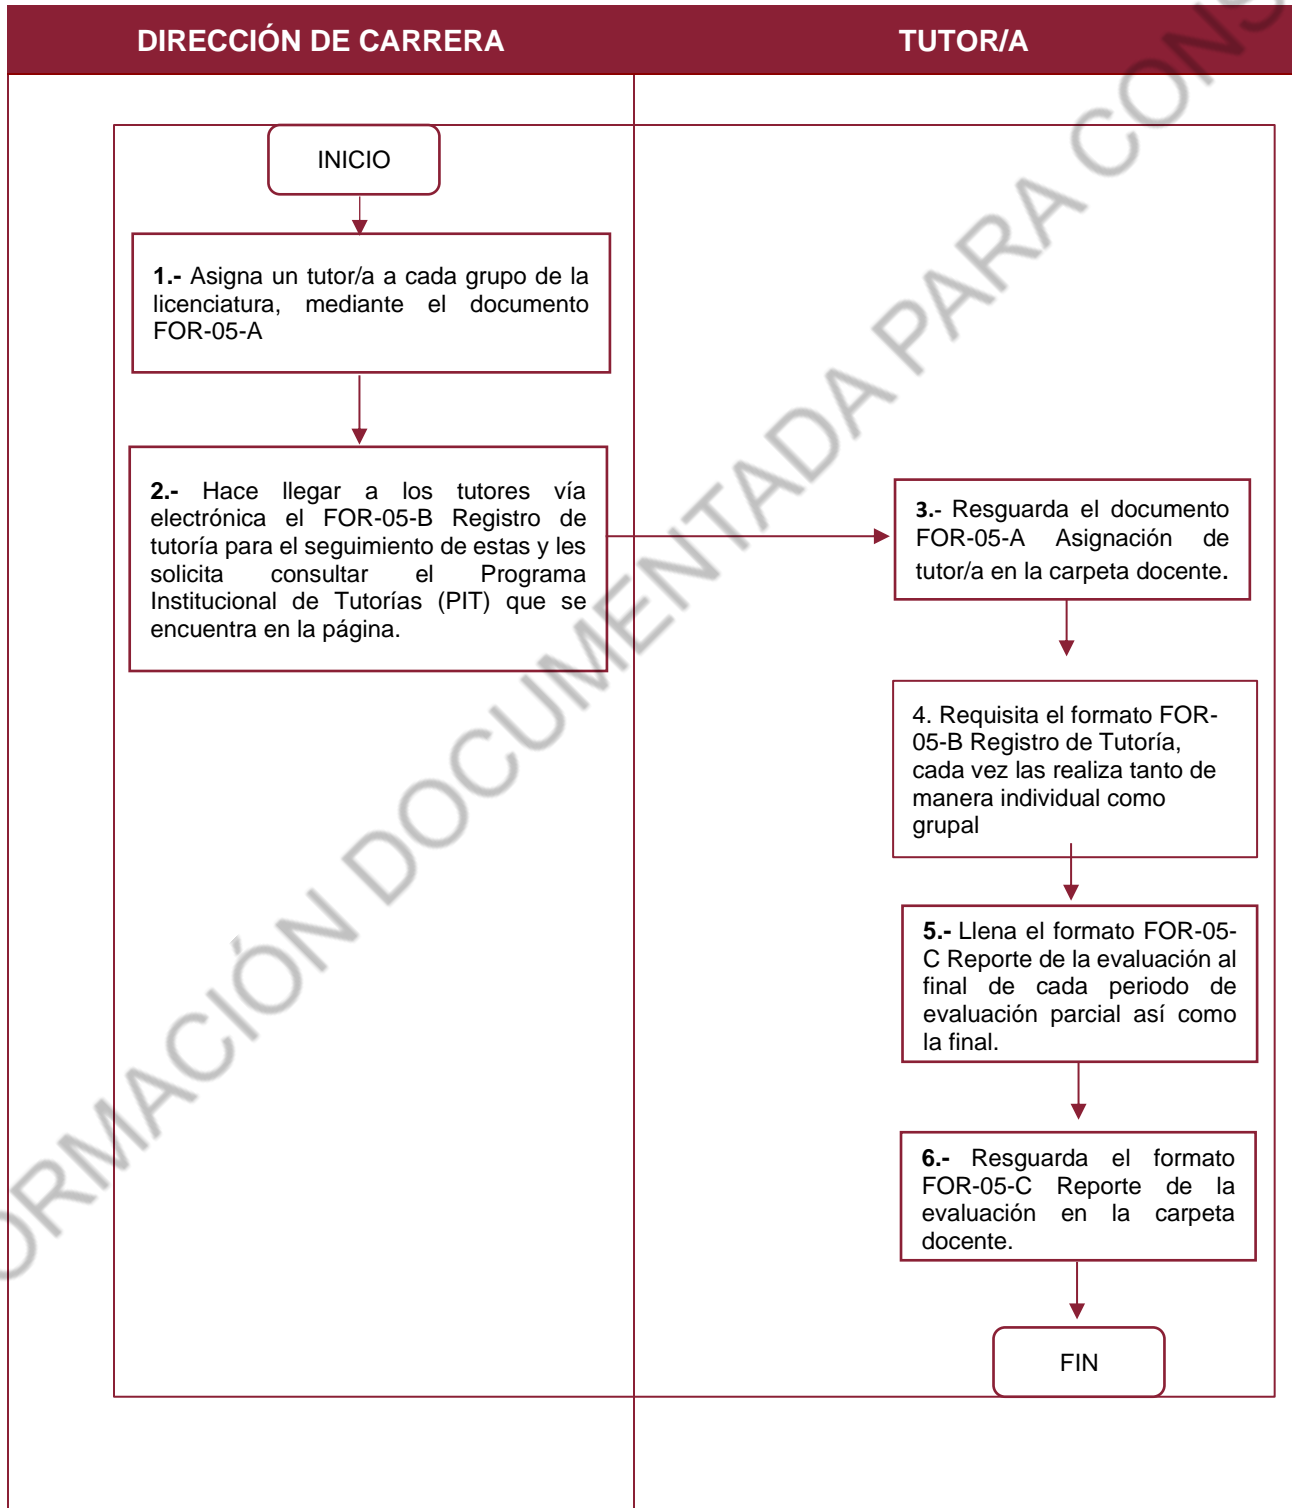 DIRECCIÓN DE CARRERA
TUTOR/A
INICIO
1.- Asigna un tutor/a a cada grupo de la
licenciatura, mediante el documento
FOR-05-A
2.- Hace llegar a los tutores vía
electrónica el FOR-05-B Registro de
tutoría para el seguimiento de estas y les
solicita consultar el Programa
Institucional de Tutorías (PIT) que se
encuentra en la página.
3.- Resguarda el documento
FOR-05-A Asignación de
tutor/a en la carpeta docente.
4. Requisita el formato FOR-
05-B Registro de Tutoría,
cada vez las realiza tanto de
manera individual como
grupal
5.- Llena el formato FOR-05-
C Reporte de la evaluación al
final de cada periodo de
evaluación parcial así como
la final.
6.- Resguarda el formato
FOR-05-C Reporte de la
evaluación en la carpeta
docente.
FIN
ORMACIÓN DOCUMENTADA PARA CONS